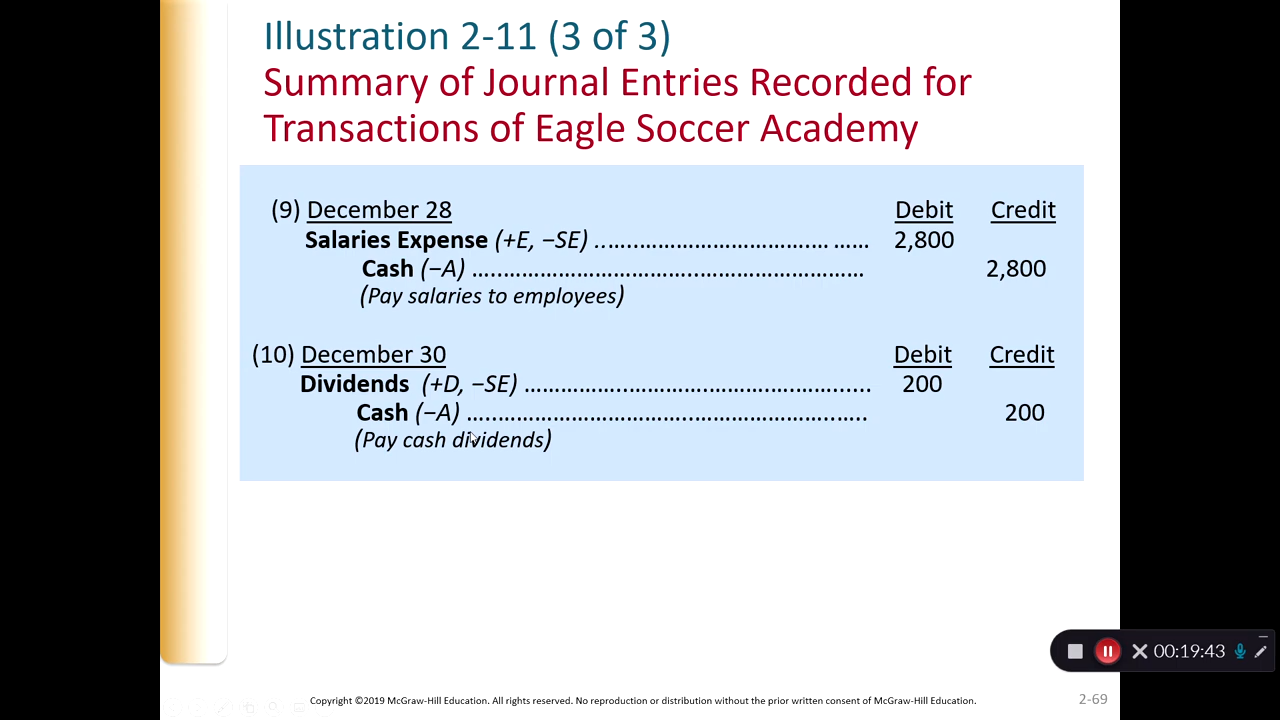 Illustration 2-11 (3 of 3)
Summary of Journal Entries Recorded for
Transactions of Eagle Soccer Academy
(9) December 28 Debit Credit
Salaries Expense (+E, −SE) ..…..……………………………….… …… 2,800
Cash (−A) …..…………………………..………………………… 2,800
(Pay salaries to employees)
(10) December 30 Debit Credit
Dividends (+D, −SE) ………………..…………….…………..……..…... 200
Cash (−A) ….…………………………..……………………...….. 200
(Pay cash dividends)
00:19:43
Copyright ©2019 McGraw-Hill Education. All rights reserved. No reproduction or distribution without the prior written consent of McGraw-Hill Education.
2-69